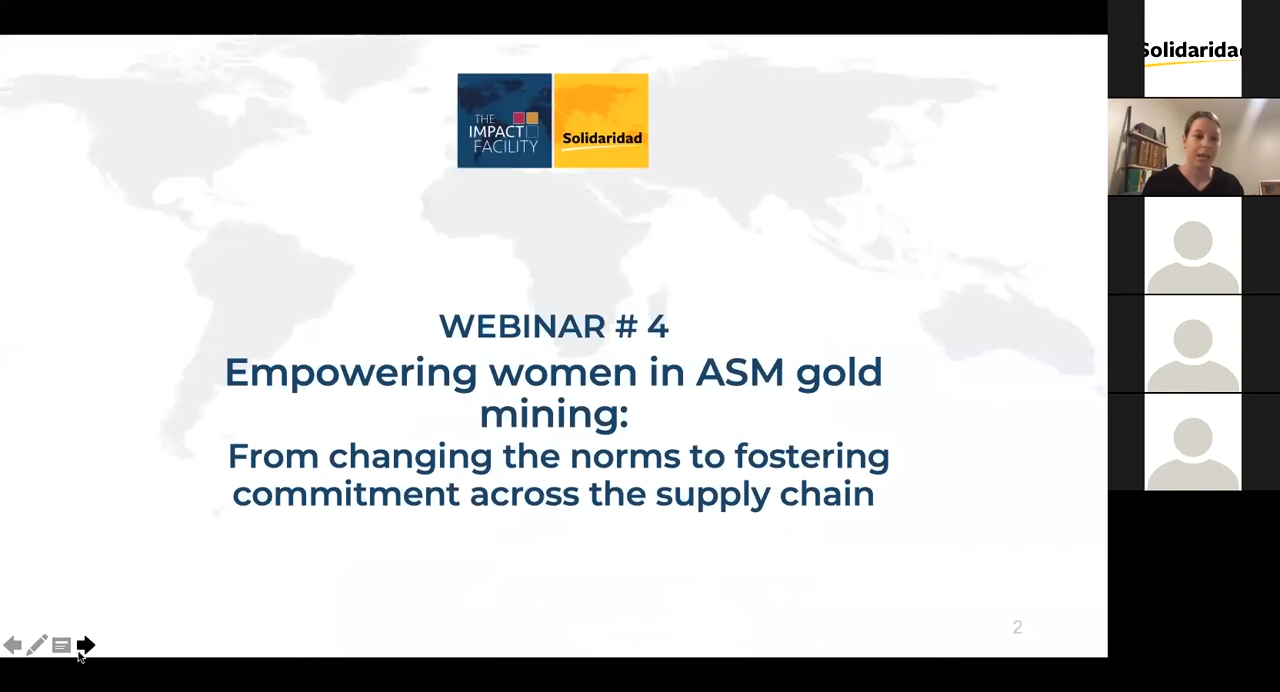 THE
IMPACT
FACILITY
Solidaridad
WEBINAR # 4
Empowering women in ASM gold
mining:
From changing the norms to fostering
commitment across the supply chain
2
Solidaridad